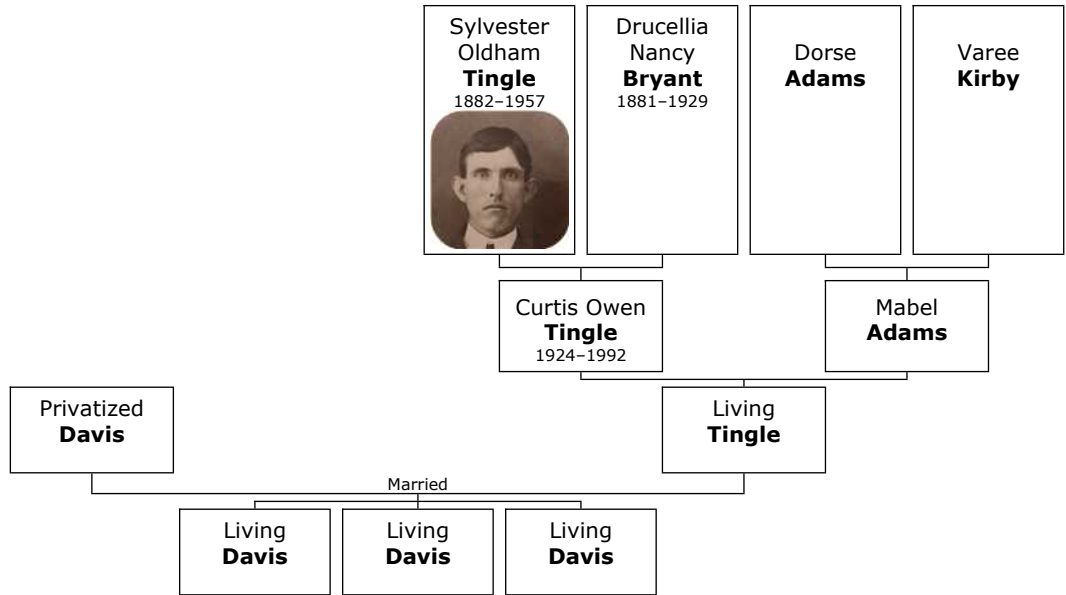 Sylvester
Oldham
Tingle
1882–1957
Drucellia
Nancy
Bryant
1881–1929
Dorse
Adams
Varee
Kirby
Curtis Owen
Tingle
1924–1992
Mabel
Adams
Privatized
Davis
Living
Tingle
Married
Living
Davis
Living
Davis
Living
Davis